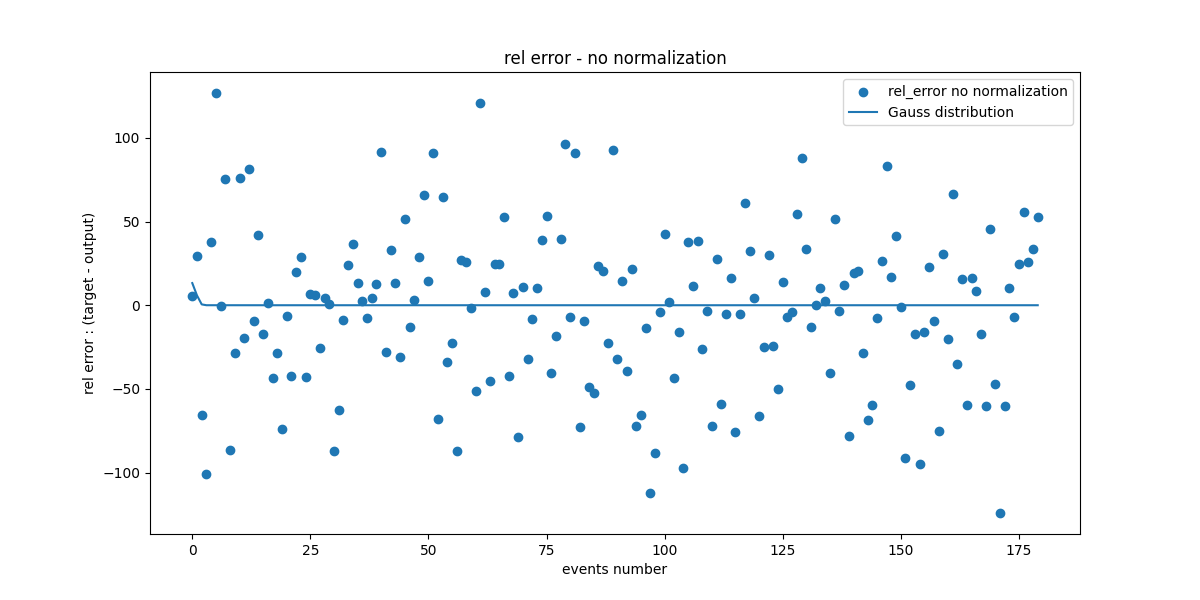 rel error - no normalization
rel_error no normalization
Gauss distribution
rel error : (target - output)
100
50
0
−50
−100
0 25 50 75 100 125 150 175
events number